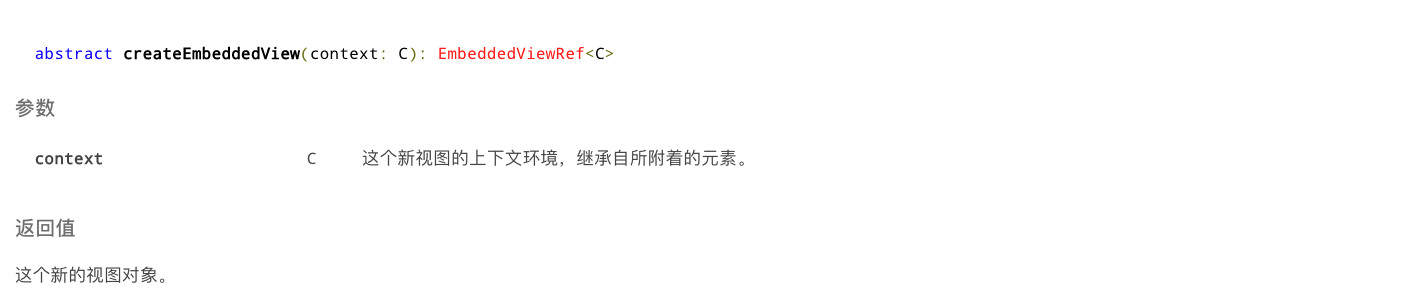 abstract createEmbeddedView(context: C): EmbeddedViewRef<C>
参数
context C 这个新视图的上下文环境，继承自所附着的元素。
返回值
这个新的视图对象。